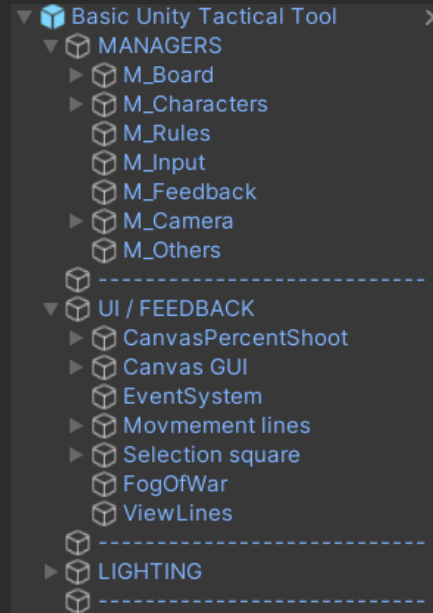 Basic Unity Tactical Tool
MANAGERS
M_Board
M_Characters
M_Rules
M_Input
M_Feedback
M_Camera
M_Others
----------------------------
UI / FEEDBACK
CanvasPercentShoot
Canvas GUI
EventSystem
Movmement lines
Selection square
FogOfWar
ViewLines
----------------------------
LIGHTING
----------------------------